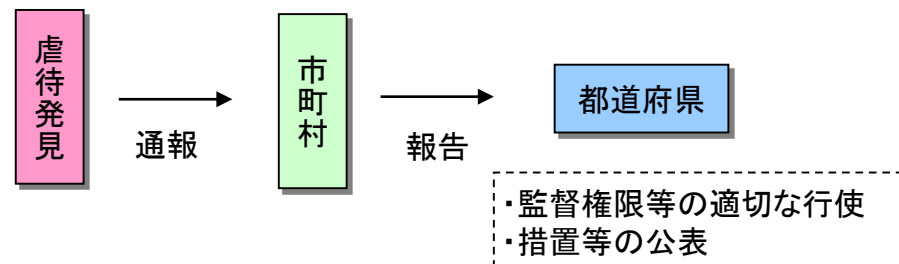 虐待発見
通報
市町村
報告
都道府県
・監督権限等の適切な行使
・措置等の公表